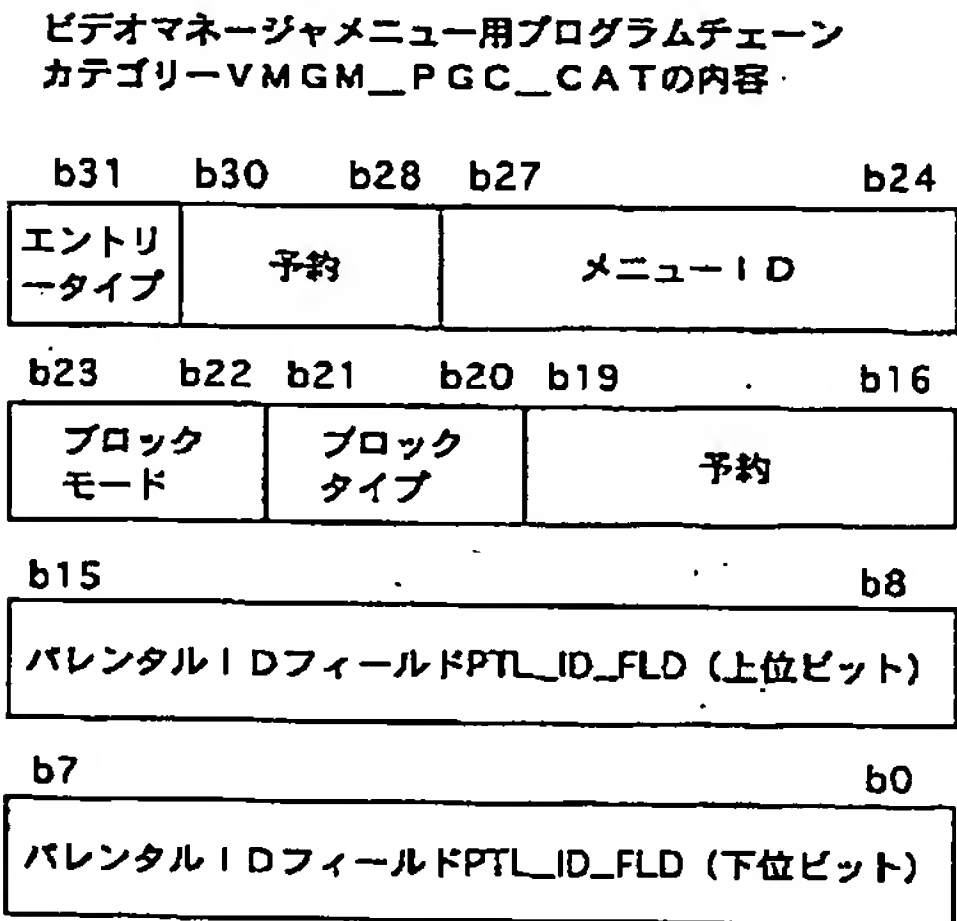 ビデオマネージャメニュー用プログラムチェーン
カテゴリーVMGM__PGC__CATの内容
b31 b30 b28 b27 b24
エントリ
ータイプ
予約
メニューID
b23 b22 b21 b20 b19 b16
ブロック
モード
ブロック
タイプ
予約
b15 b8
パレンタルIDフィールドPTL_ID_FLD(上位ビット)
b7 b0
パレンタルIDフィールドPTL_ID_FLD(下位ビット)